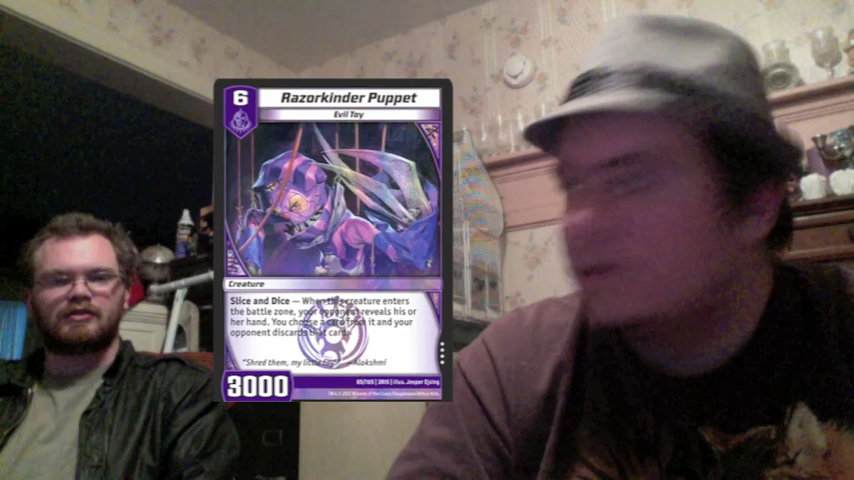 6
Razorkinder Puppet
Evil Toy
Creature
Slice and Dice — When this creature enters
the battle zone, your opponent reveals his or
her hand. You choose a card from it and your
opponent discards that card.
"Shred them, my little toy!" —Alakshmi
3000
85/165 | 3RIS | illus. Jesper Ejsing